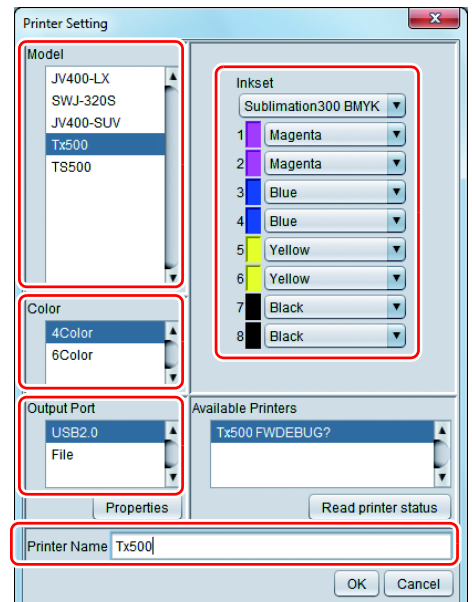 Printer Setting
Model
JV400-LX
SWJ-320S
JV400-SUV
Tx500
TS500
Inkset
Sublimation300 BMYK
1 Magenta
2 Magenta
3 Blue
4 Blue
5 Yellow
6 Yellow
7 Black
8 Black
Color
4Color
6Color
Output Port
USB2.0
File
Properties
Available Printers
Tx500 FWDEBUG?
Read printer status
Printer Name Tx500
OK Cancel